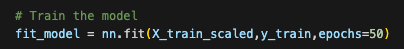 # Train the model
fit_model = nn.fit(X_train_scaled,y_train,epochs=50)